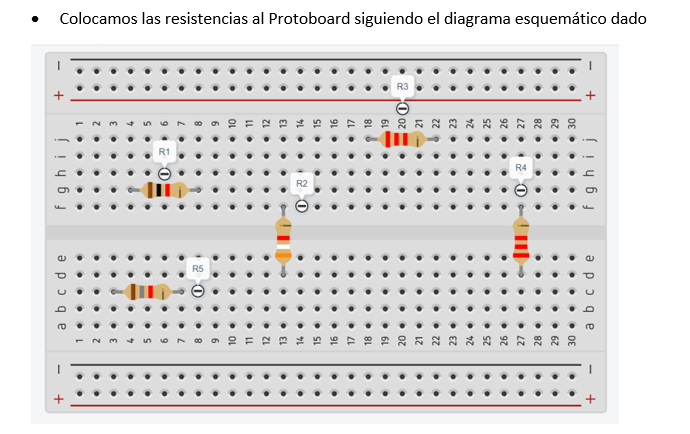 • Colocamos las resistencias al Protoboard siguiendo el diagrama esquemático dado
− −
+ R3 +
1 2 3 4 5 6 7 8 9 10 11 12 13 14 15 16 17 18 19 20 21 22 23 24 25 26 27 28 29 30
j j
i R1 i
h R4 h
g R2 g
f f
e e
d R5 d
c c
b b
a a
1 2 3 4 5 6 7 8 9 10 11 12 13 14 15 16 17 18 19 20 21 22 23 24 25 26 27 28 29 30
− −
+ +